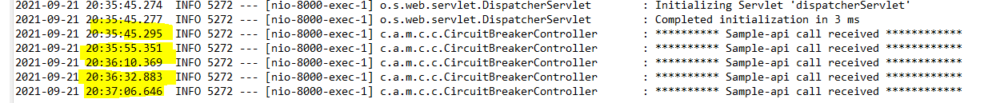 2021-09-21 20:35:45.274  INFO 5272 --- [nio-8000-exec-1] o.s.web.servlet.DispatcherServlet        : Initializing Servlet 'dispatcherServlet'
2021-09-21 20:35:45.277  INFO 5272 --- [nio-8000-exec-1] o.s.web.servlet.DispatcherServlet        : Completed initialization in 3 ms
2021-09-21 20:35:45.295  INFO 5272 --- [nio-8000-exec-1] c.a.m.c.c.CircuitBreakerController       : ********** Sample-api call received ************
2021-09-21 20:35:55.351  INFO 5272 --- [nio-8000-exec-1] c.a.m.c.c.CircuitBreakerController       : ********** Sample-api call received ************
2021-09-21 20:36:10.369  INFO 5272 --- [nio-8000-exec-1] c.a.m.c.c.CircuitBreakerController       : ********** Sample-api call received ************
2021-09-21 20:36:32.883  INFO 5272 --- [nio-8000-exec-1] c.a.m.c.c.CircuitBreakerController       : ********** Sample-api call received ************
2021-09-21 20:37:06.646  INFO 5272 --- [nio-8000-exec-1] c.a.m.c.c.CircuitBreakerController       : ********** Sample-api call received ************